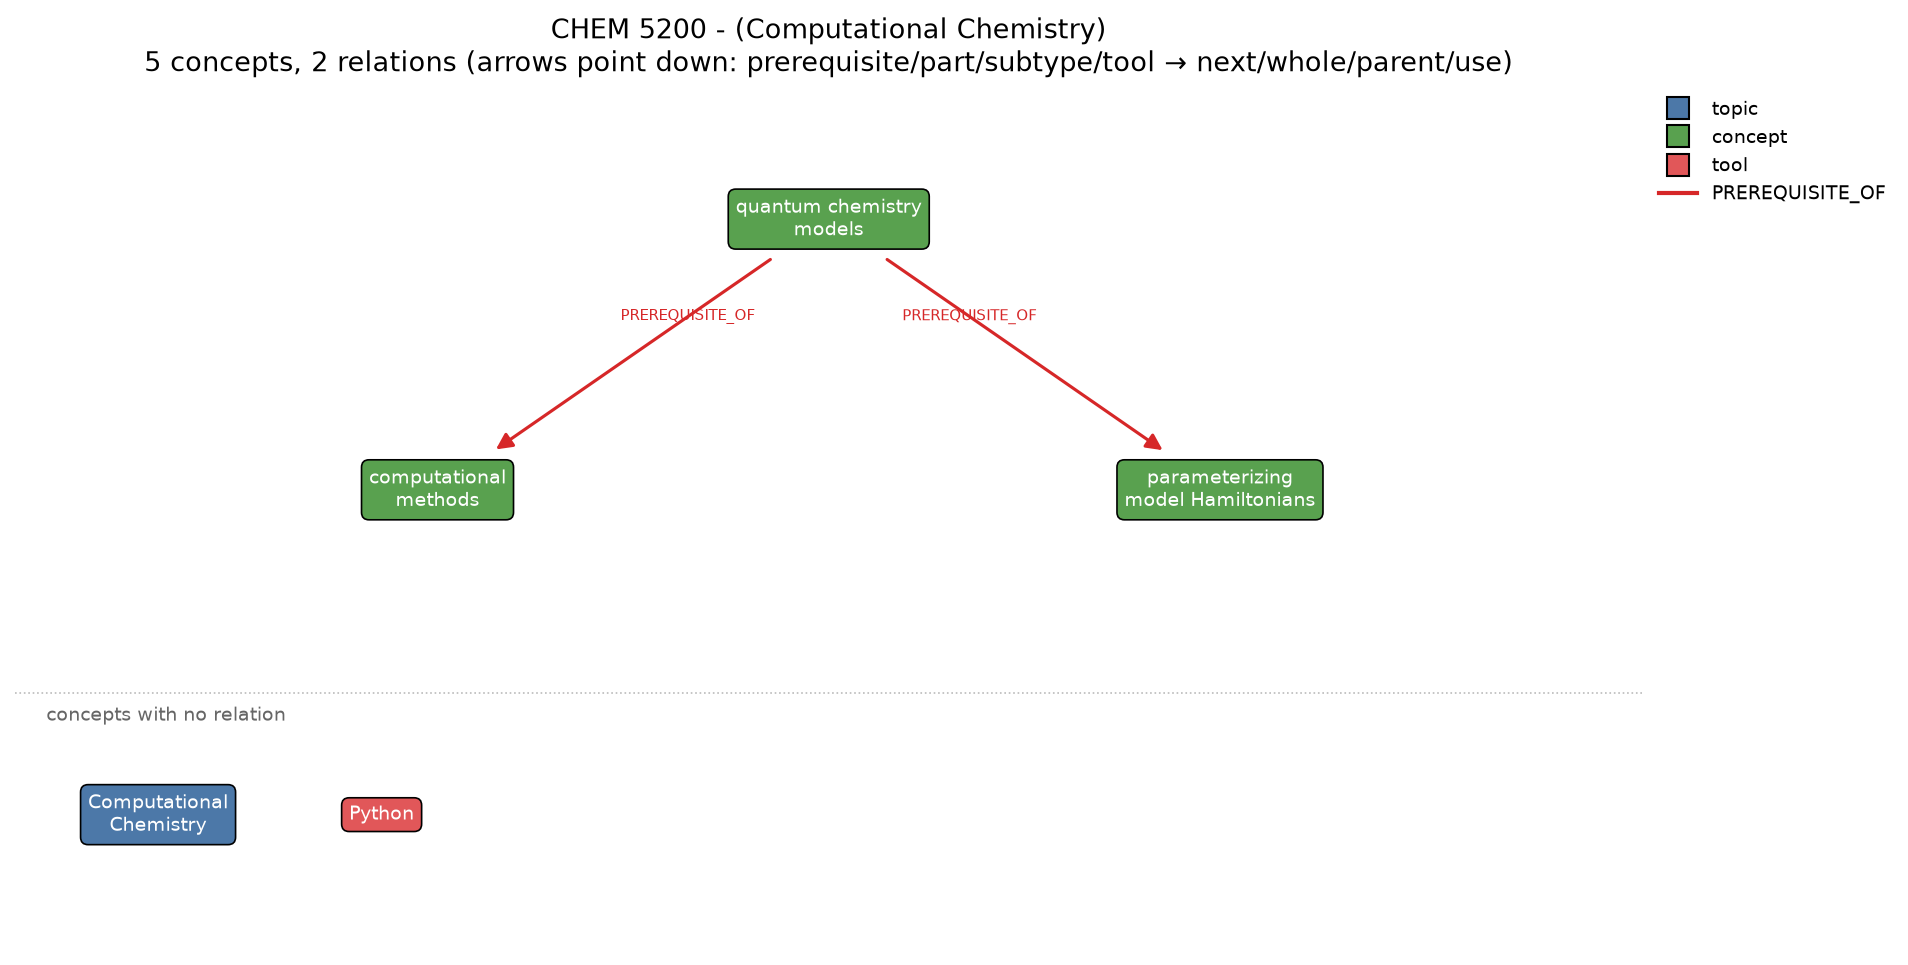 CHEM 5200 - (Computational Chemistry)
5 concepts, 2 relations (arrows point down: prerequisite/part/subtype/tool → next/whole/parent/use)
topic
concept
tool
PREREQUISITE_OF
quantum chemistry
models
PREREQUISITE_OF
PREREQUISITE_OF
computational
methods
parameterizing
model Hamiltonians
concepts with no relation
Computational
Chemistry
Python